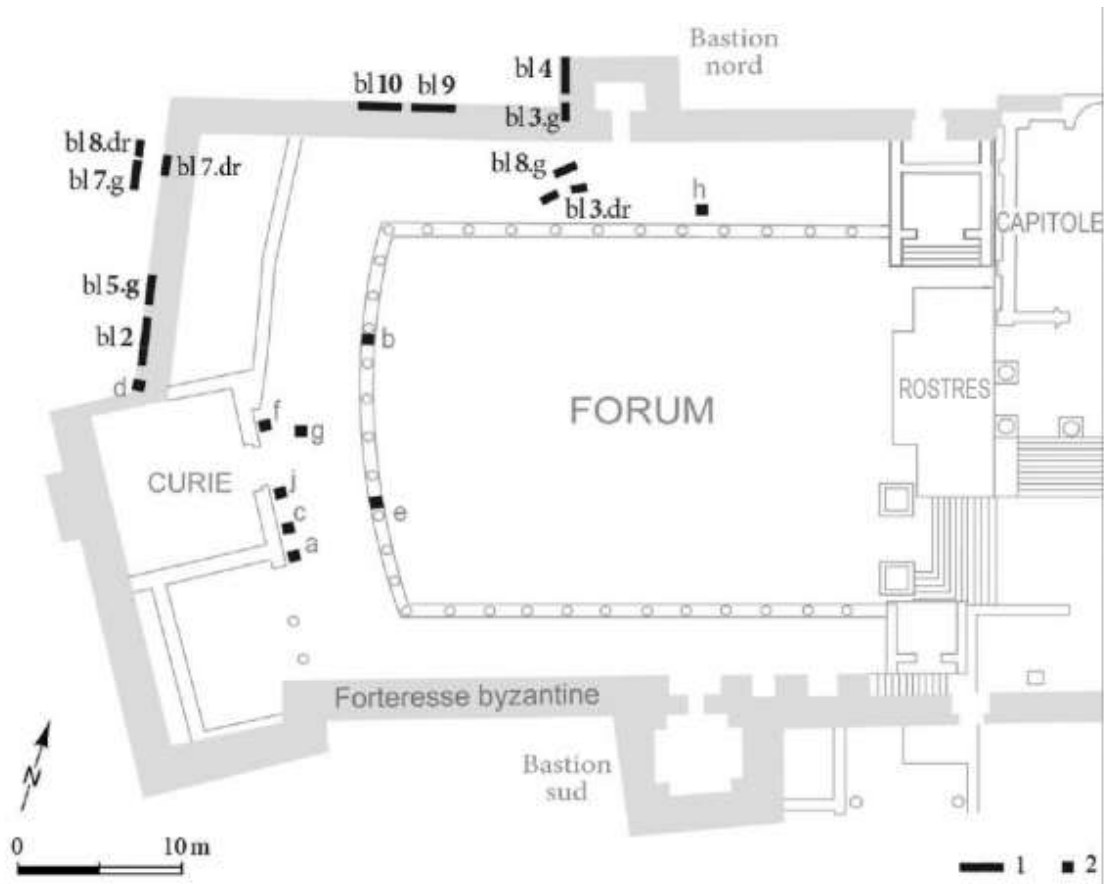 Bastion
nord
bl 4
bl 10
bl 9
bl 3.g
bl 8.dr
bl 7.dr
bl 7.g
bl 8.g
bl 3.dr
h
CAPITOLE
bl 5.g
bl 2
b
d
ROSTRES
FORUM
f
g
CURIE
j
c
e
a
Forteresse byzantine
Bastion
sud
N
0
10 m
1
2